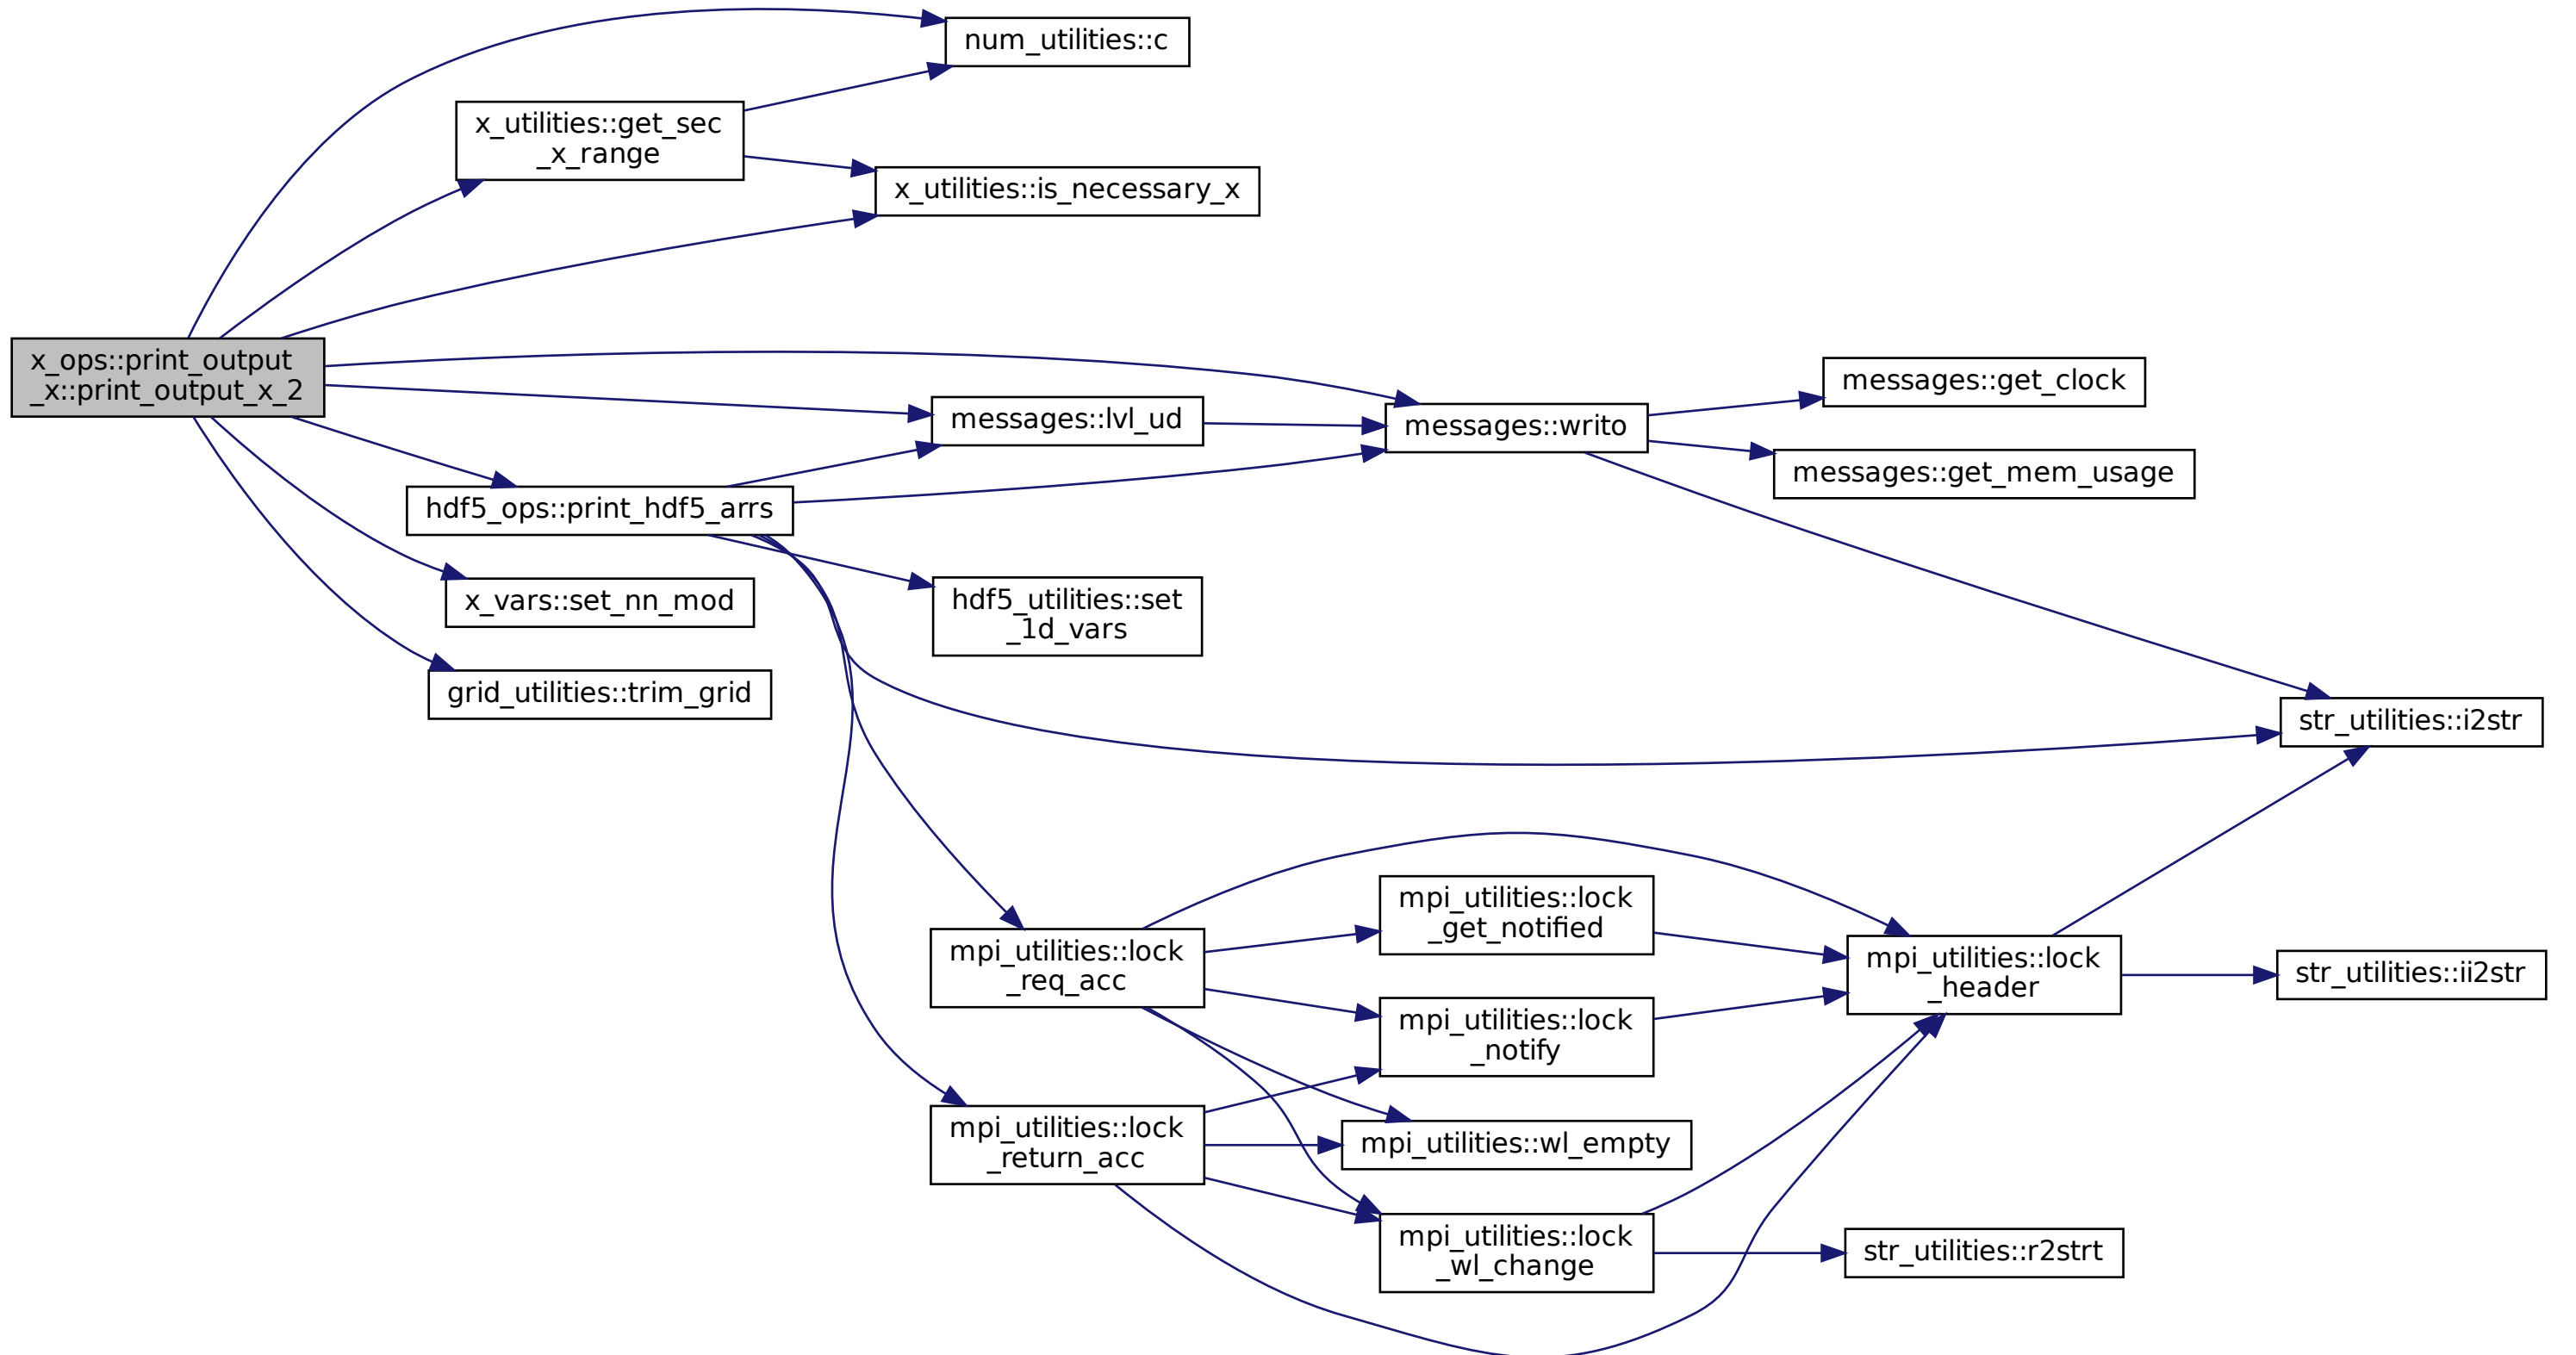 num_utilities::c
x_utilities::get_sec
_x_range
x_utilities::is_necessary_x
x_ops::print_output
_x::print_output_x_2
messages::get_clock
messages::lvl_ud
messages::writo
messages::get_mem_usage
hdf5_ops::print_hdf5_arrs
x_vars::set_nn_mod
hdf5_utilities::set
_1d_vars
grid_utilities::trim_grid
str_utilities::i2str
mpi_utilities::lock
_get_notified
mpi_utilities::lock
_req_acc
mpi_utilities::lock
_header
str_utilities::ii2str
mpi_utilities::lock
_notify
mpi_utilities::lock
_return_acc
mpi_utilities::wl_empty
mpi_utilities::lock
_wl_change
str_utilities::r2strt